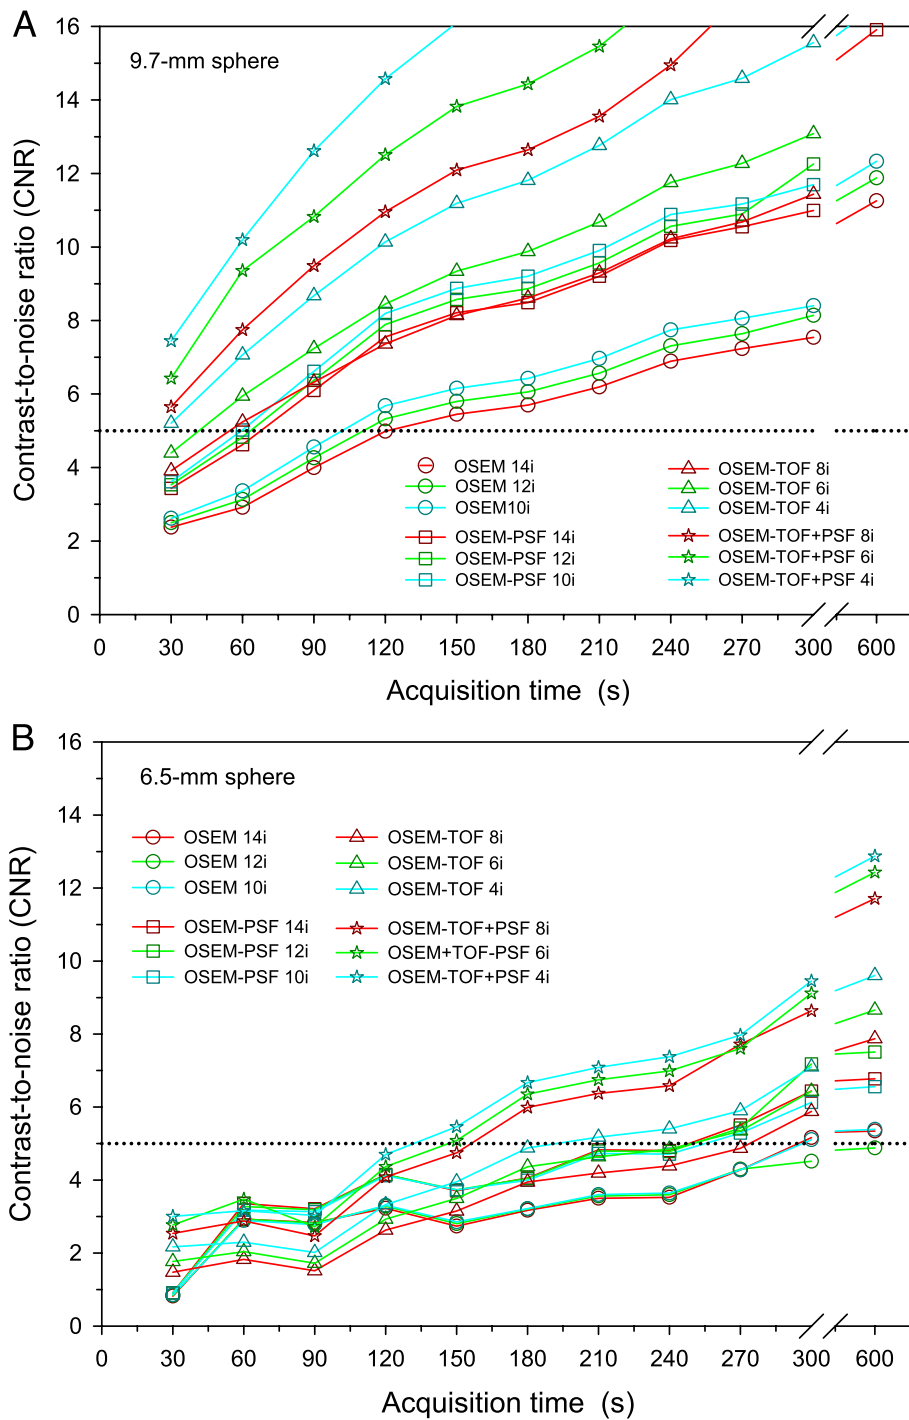 A
9.7-mm sphere
Contrast-to-noise ratio (CNR)
16
14
12
10
8
6
4
2
0
OSEM 14i
OSEM 12i
OSEM10i
OSEM-PSF 14i
OSEM-PSF 12i
OSEM-PSF 10i
OSEM-TOF 8i
OSEM-TOF 6i
OSEM-TOF 4i
OSEM-TOF+PSF 8i
OSEM-TOF+PSF 6i
OSEM-TOF+PSF 4i
0 30 60 90 120 150 180 210 240 270 300 600
Acquisition time (s)
B
6.5-mm sphere
Contrast-to-noise ratio (CNR)
16
14
12
10
8
6
4
2
0
OSEM 14i
OSEM 12i
OSEM 10i
OSEM-PSF 14i
OSEM-PSF 12i
OSEM-PSF 10i
OSEM-TOF 8i
OSEM-TOF 6i
OSEM-TOF 4i
OSEM-TOF+PSF 8i
OSEM+TOF-PSF 6i
OSEM-TOF+PSF 4i
0 30 60 90 120 150 180 210 240 270 300 600
Acquisition time (s)